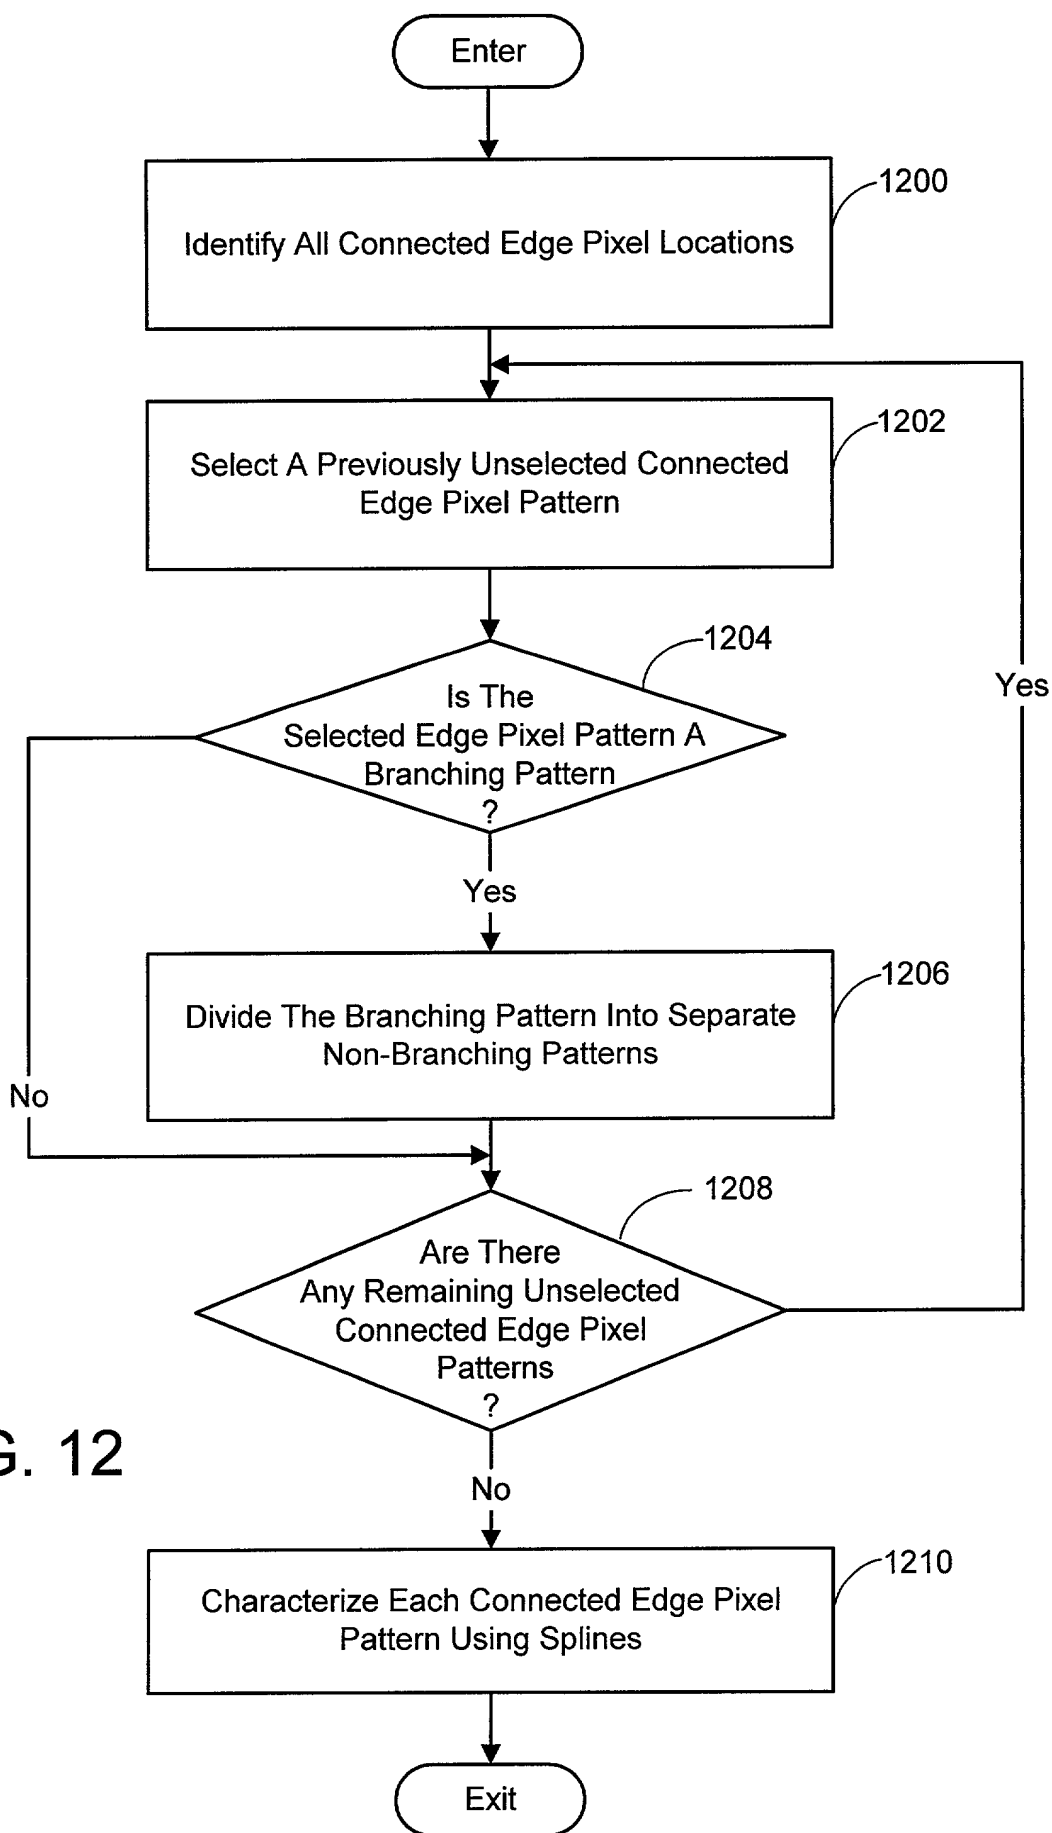 Enter
1200
Identify All Connected Edge Pixel Locations
1202
Select A Previously Unselected Connected
Edge Pixel Pattern
1204
Is The
Selected Edge Pixel Pattern A
Branching Pattern
?
Yes
Yes
1206
Divide The Branching Pattern Into Separate
Non-Branching Patterns
No
1208
Are There
Any Remaining Unselected
Connected Edge Pixel
Patterns
?
G. 12
No
1210
Characterize Each Connected Edge Pixel
Pattern Using Splines
Exit